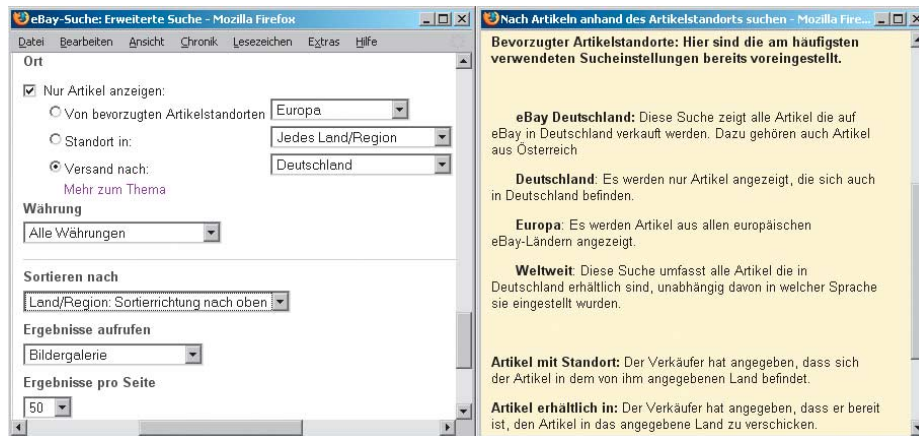 eBay-Suche: Erweiterte Suche - Mozilla Firefox
Datei Bearbeiten Ansicht Chronik Lesezeichen Extras Hilfe
Ort
Nur Artikel anzeigen:
Von bevorzugten Artikelstandorten Europa
Standort in: Jedes Land/Region
Versand nach: Deutschland
Mehr zum Thema
Währung
Alle Währungen
Sortieren nach
Land/Region: Sortierrichtung nach oben
Ergebnisse aufrufen
Bildergalerie
Ergebnisse pro Seite
50
Nach Artikeln anhand des Artikelstandorts suchen - Mozilla Fire...
Bevorzugter Artikelstandorte: Hier sind die am häufigsten
verwendeten Sucheinstellungen bereits voreingestellt.
eBay Deutschland: Diese Suche zeigt alle Artikel die auf
eBay in Deutschland verkauft werden. Dazu gehören auch Artikel
aus Österreich
Deutschland: Es werden nur Artikel angezeigt, die sich auch
in Deutschland befinden.
Europa: Es werden Artikel aus allen europäischen
eBay-Ländern angezeigt.
Weltweit: Diese Suche umfasst alle Artikel die in
Deutschland erhältlich sind, unabhängig davon in welcher Sprache
sie eingestellt wurden.
Artikel mit Standort: Der Verkäufer hat angegeben, dass sich
der Artikel in dem von ihm angegebenen Land befindet.
Artikel erhältlich in: Der Verkäufer hat angegeben, dass er bereit
ist, den Artikel in das angegebene Land zu verschicken.